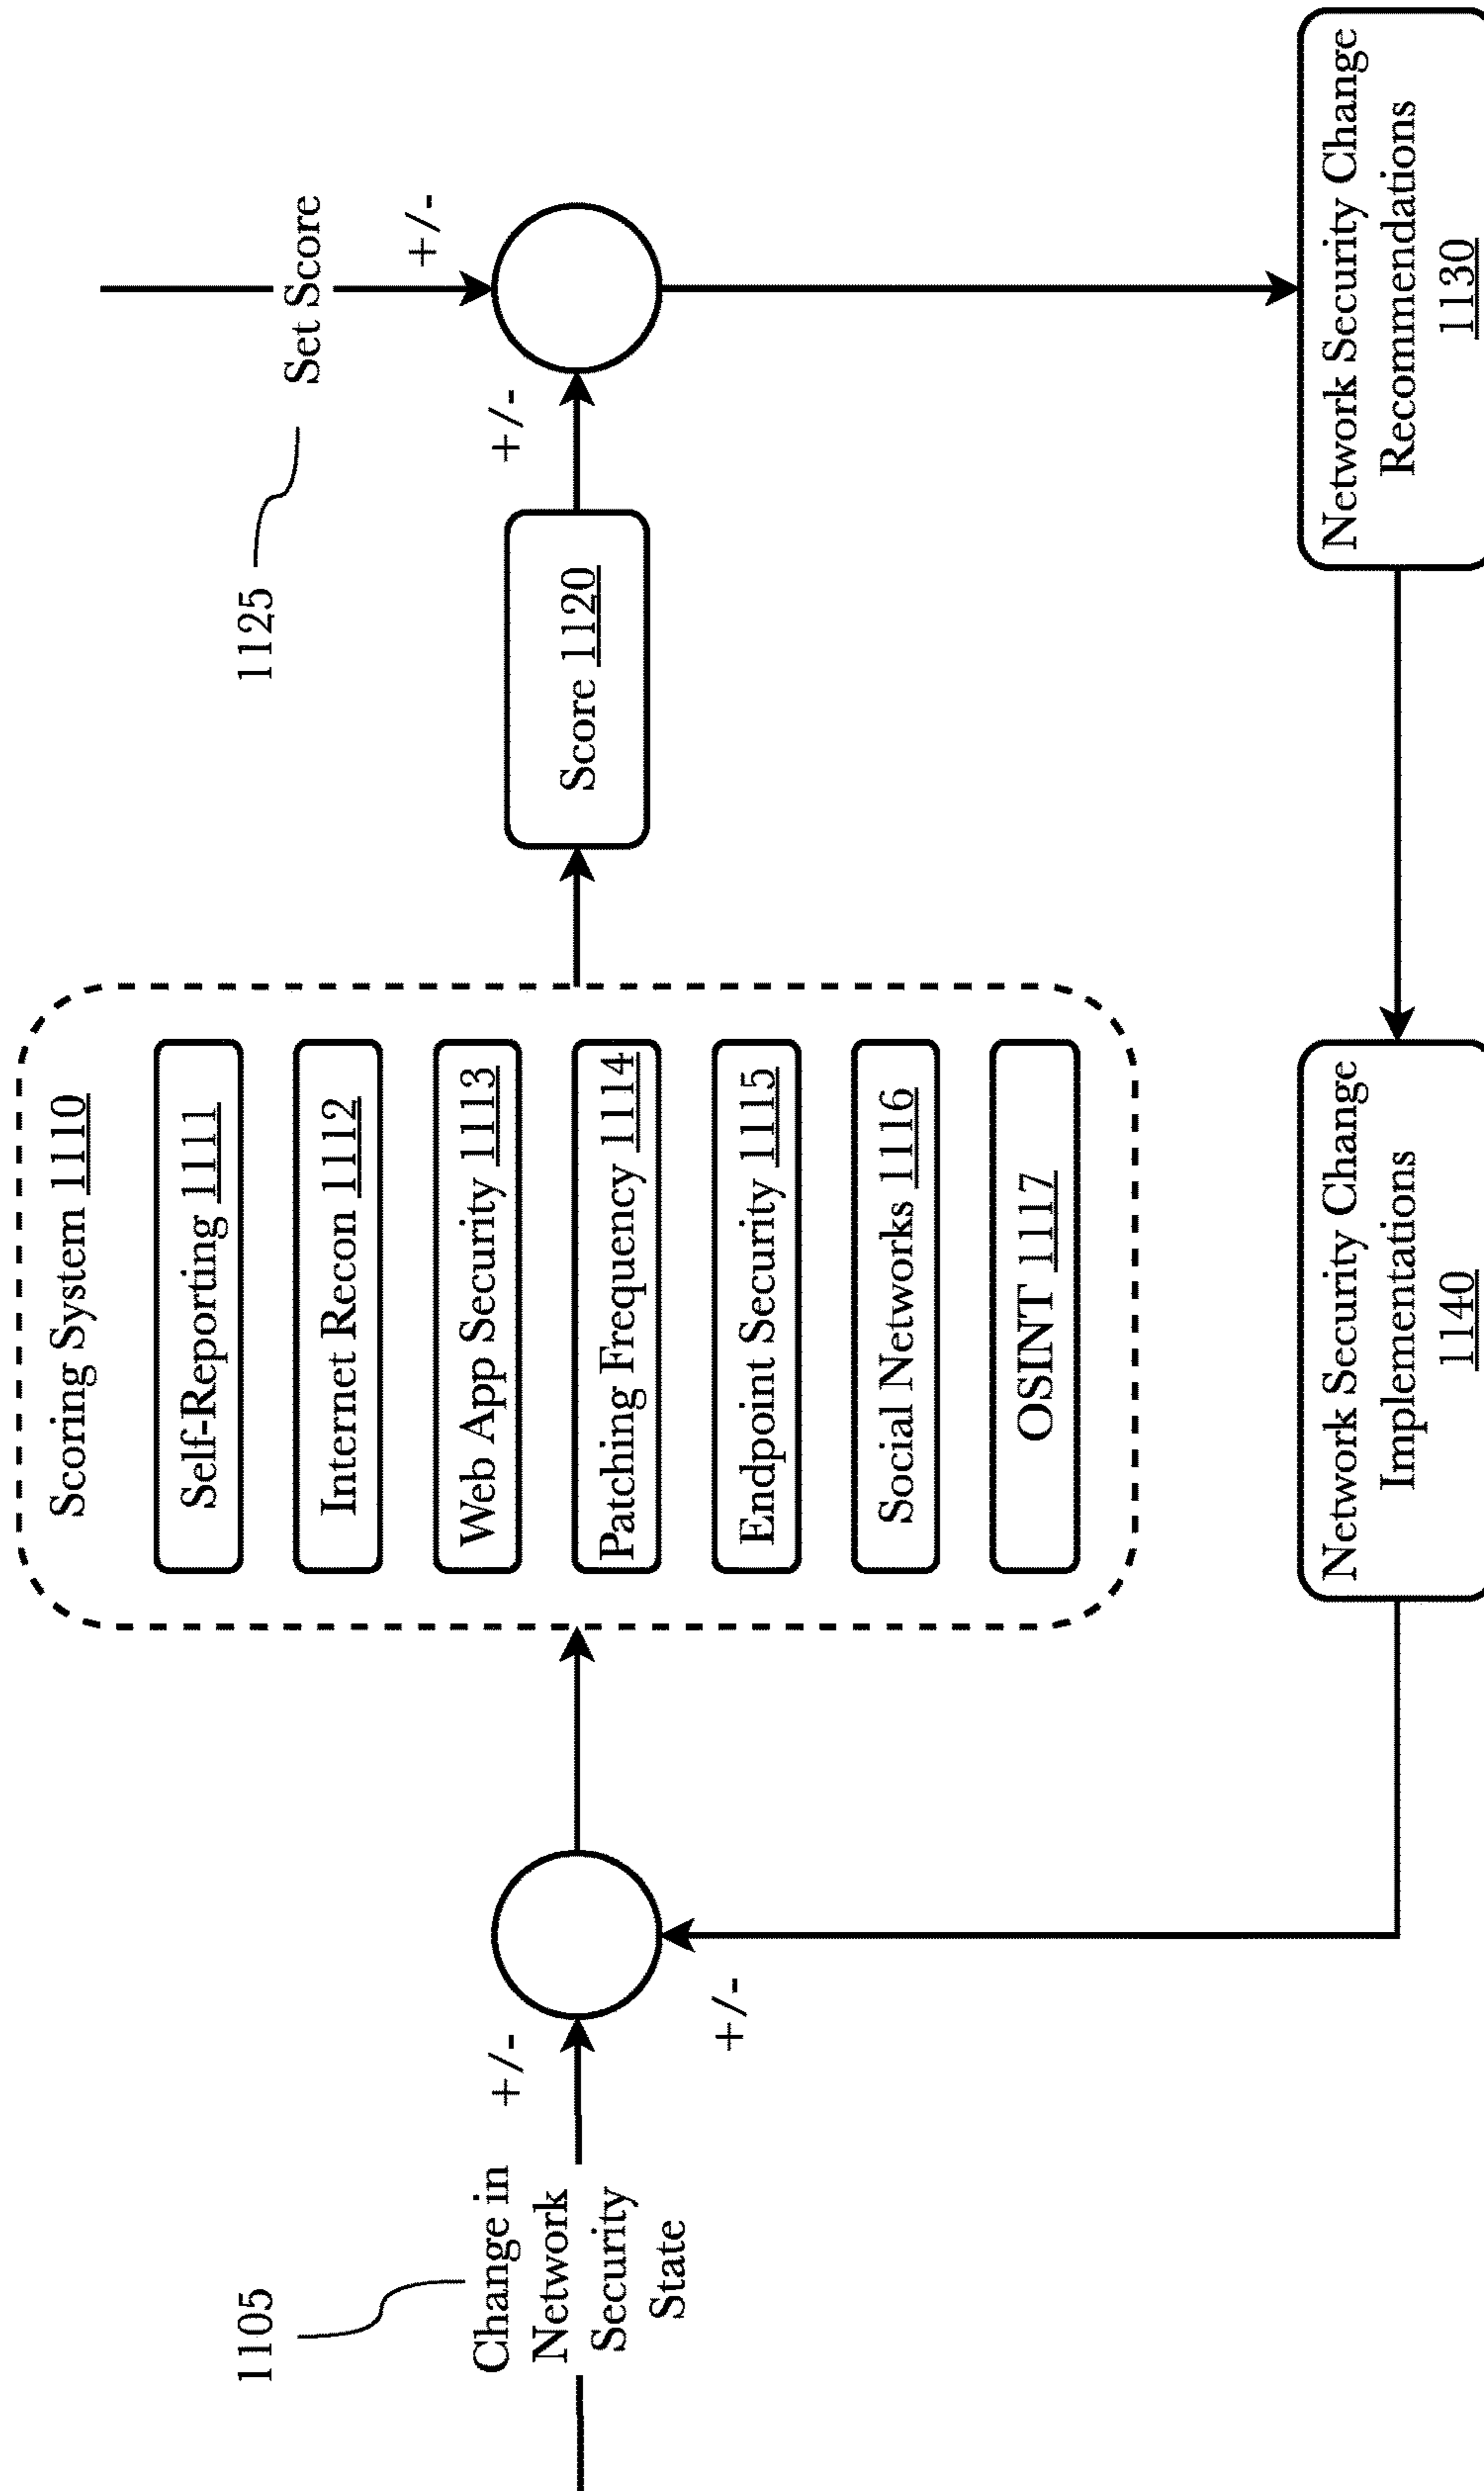 1105
Change in
Network
Security
State
+/-
+/-
Scoring System 1110
Self-Reporting 1111
Internet Recon 1112
Web App Security 1113
Patching Frequency 1114
Endpoint Security 1115
Social Networks 1116
OSINT 1117
Score 1120
+/-
1125
Set Score
+/-
Network Security Change
Recommendations
1130
Network Security Change
Implementations
1140